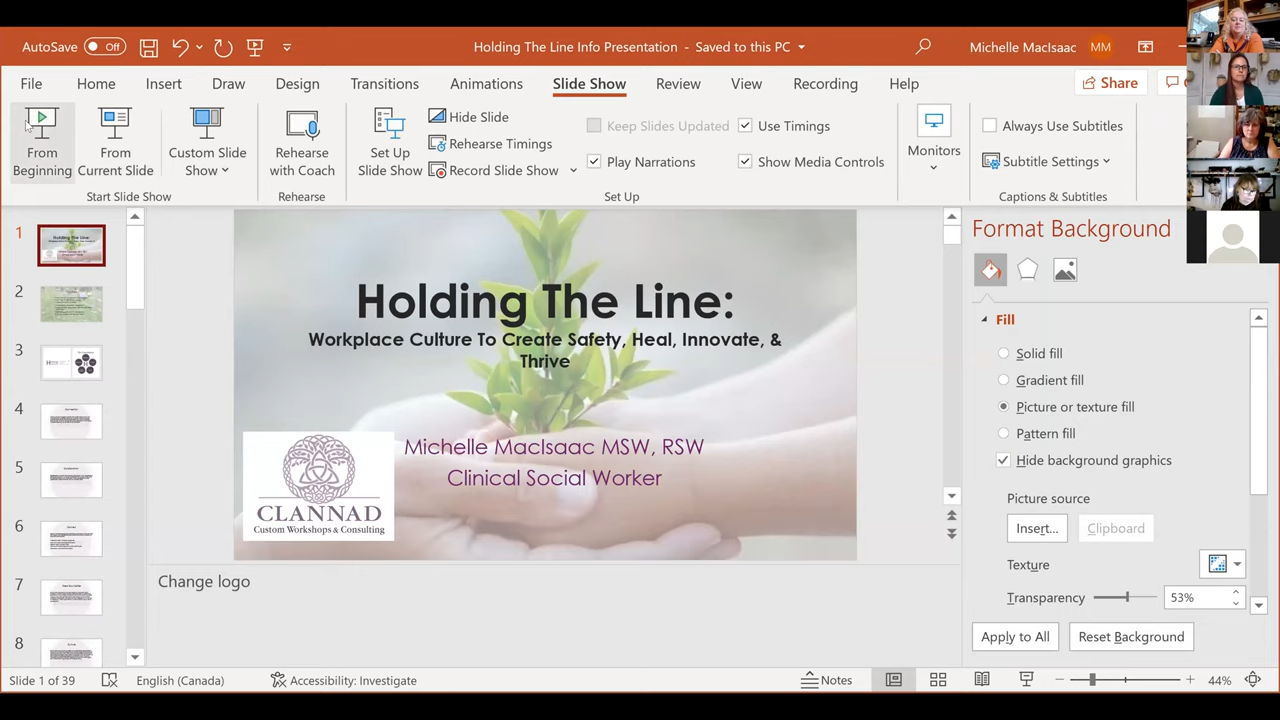 AutoSave Off
Holding The Line Info Presentation - Saved to this PC
Michelle MacIsaac MM
File Home Insert Draw Design Transitions Animations Slide Show Review View Recording Help
Share
From Beginning
From Current Slide
Custom Slide Show
Start Slide Show
Rehearse with Coach
Rehearse
Set Up Slide Show
Hide Slide
Rehearse Timings
Record Slide Show
Keep Slides Updated
Play Narrations
Use Timings
Show Media Controls
Set Up
Monitors
Always Use Subtitles
Subtitle Settings
Captions & Subtitles
1
2
3
4
5
6
7
8
Holding The Line:
Workplace Culture To Create Safety, Heal, Innovate, &
Thrive
Michelle MacIsaac MSW, RSW
Clinical Social Worker
CLANNAD
Custom Workshops & Consulting
Change logo
Format Background
Fill
Solid fill
Gradient fill
Picture or texture fill
Pattern fill
Hide background graphics
Picture source
Insert... Clipboard
Texture
Transparency 53%
Apply to All Reset Background
Slide 1 of 39 English (Canada) Accessibility: Investigate Notes 44%